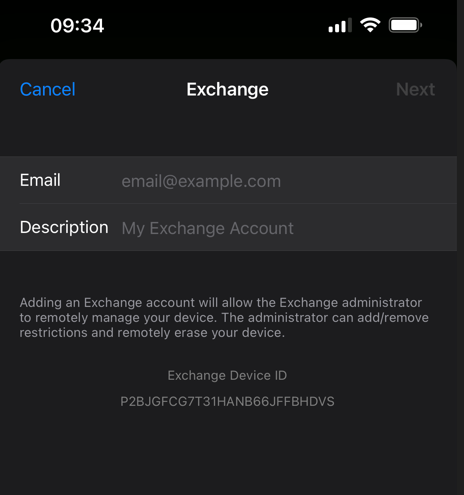 09:34
Cancel Exchange Next
Email email@example.com
Description My Exchange Account
Adding an Exchange account will allow the Exchange administrator
to remotely manage your device. The administrator can add/remove
restrictions and remotely erase your device.
Exchange Device ID
P2BJGFCG7T31HANB66JFFBHDVS